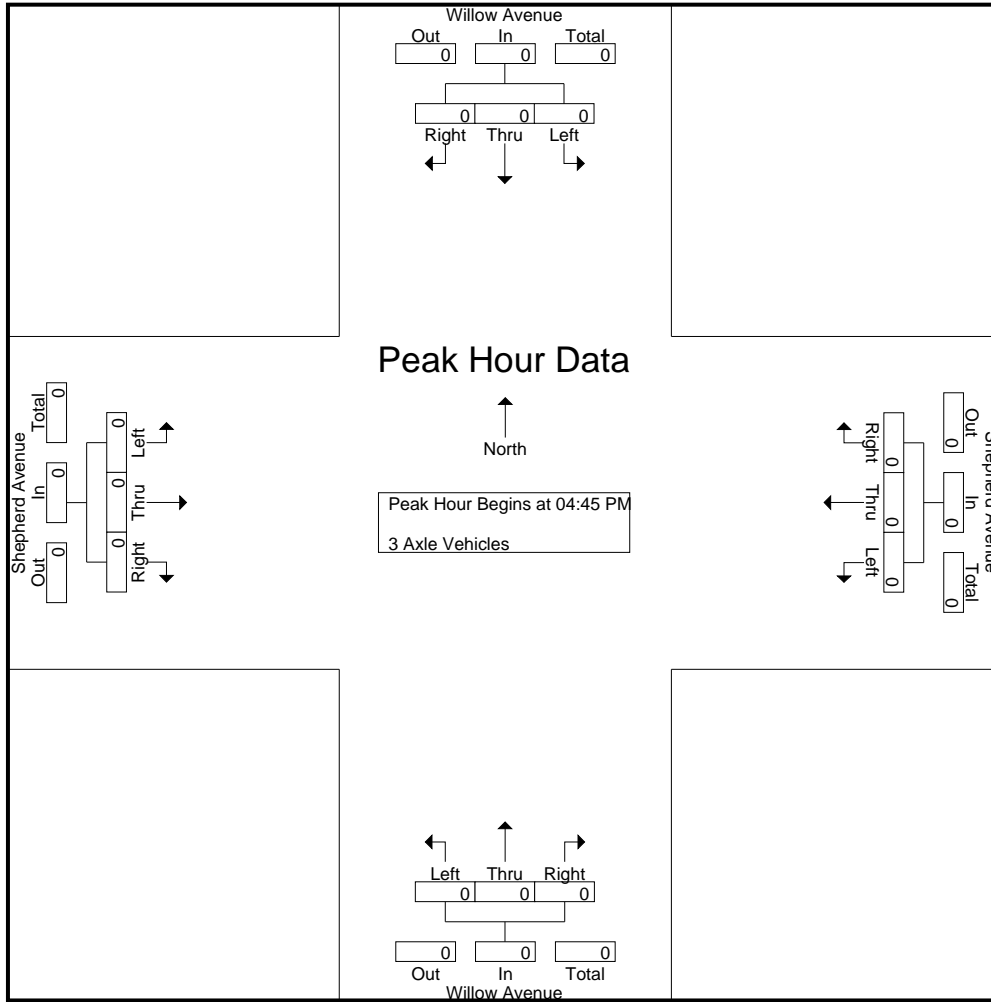 Willow Avenue
Out In Total
0 0 0
0 0 0
Right Thru Left
Peak Hour Data
North
Peak Hour Begins at 04:45 PM
3 Axle Vehicles
Shepherd Avenue
Total In Out
0 0 0
0 0 0
Left Thru Right
Shepherd Avenue
Out In Total
0 0 0
0 0 0
Right Thru Left
Left Thru Right
0 0 0
0 0 0
Out In Total
Willow Avenue